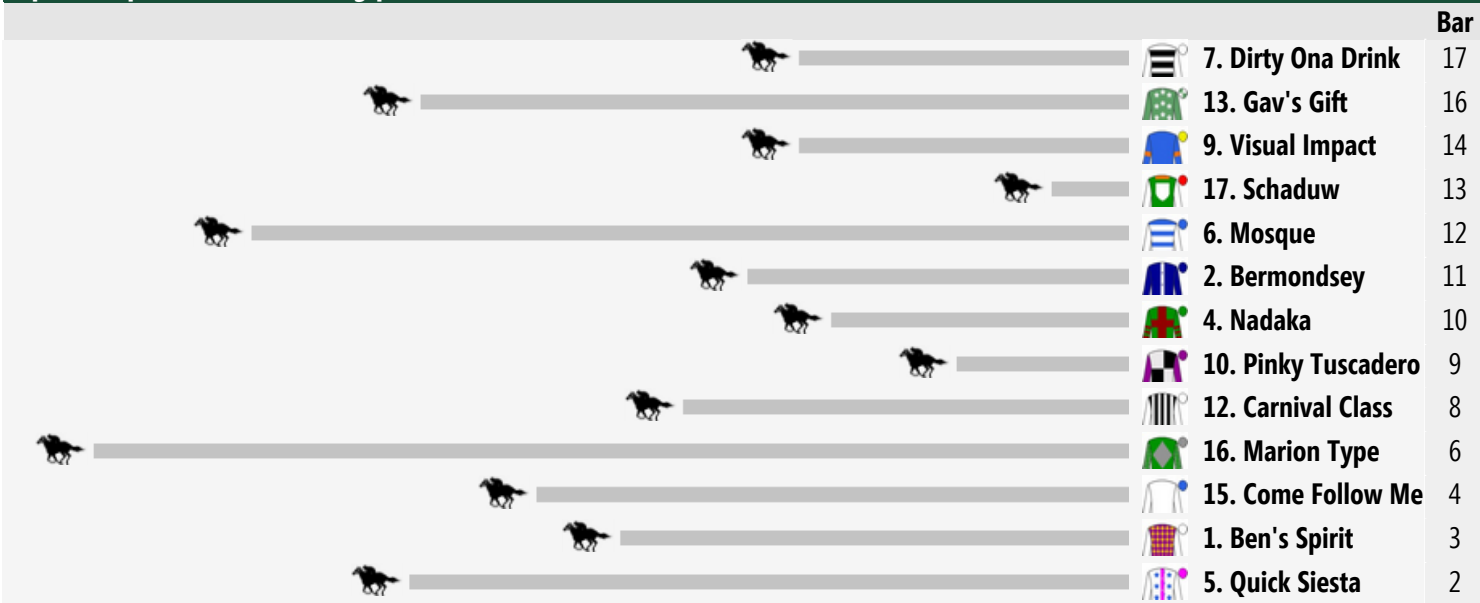 Bar
7. Dirty Ona Drink 17
13. Gav's Gift 16
9. Visual Impact 14
17. Schaduw 13
6. Mosque 12
2. Bermondsey 11
4. Nadaka 10
10. Pinky Tuscadero 9
12. Carnival Class 8
16. Marion Type 6
15. Come Follow Me 4
1. Ben's Spirit 3
5. Quick Siesta 2